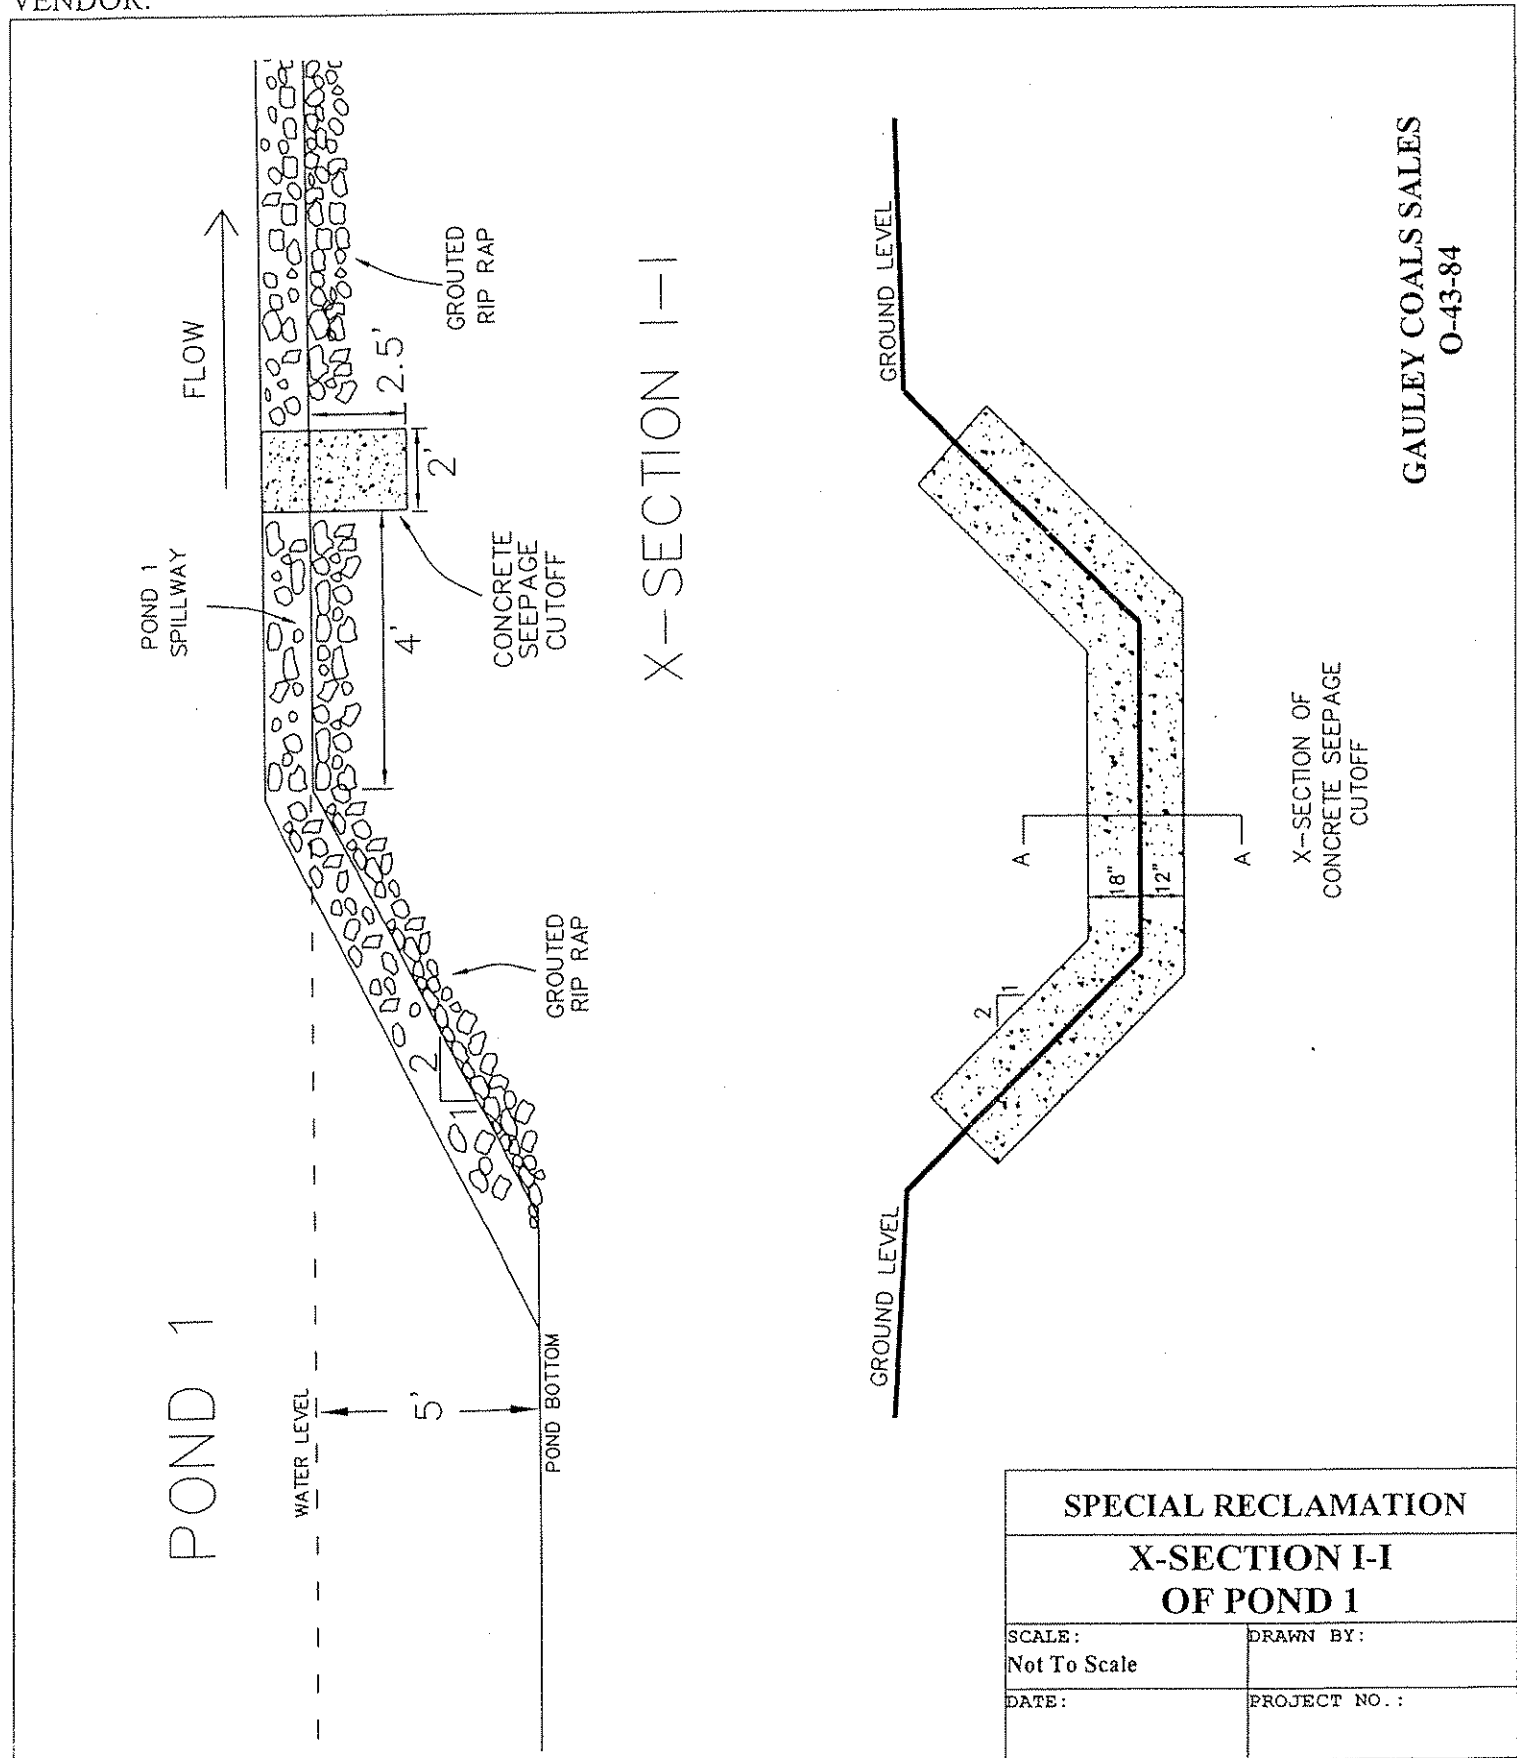 VENDOR:
FLOW
GROUTED
RIP RAP
2.5'
2'
POND 1
SPILLWAY
4'
CONCRETE
SEEPAGE
CUTOFF
X-SECTION I-I
POND 1
WATER LEVEL
5'
POND BOTTOM
2
1
GROUTED
RIP RAP
GROUND LEVEL
GROUND LEVEL
A
A
18"
12"
2
1
X-SECTION OF
CONCRETE SEEPAGE
CUTOFF
GAULEY COALS SALES
O-43-84
SPECIAL RECLAMATION
X-SECTION I-I
OF POND 1
SCALE:
Not To Scale
DRAWN BY:
DATE:
PROJECT NO.: